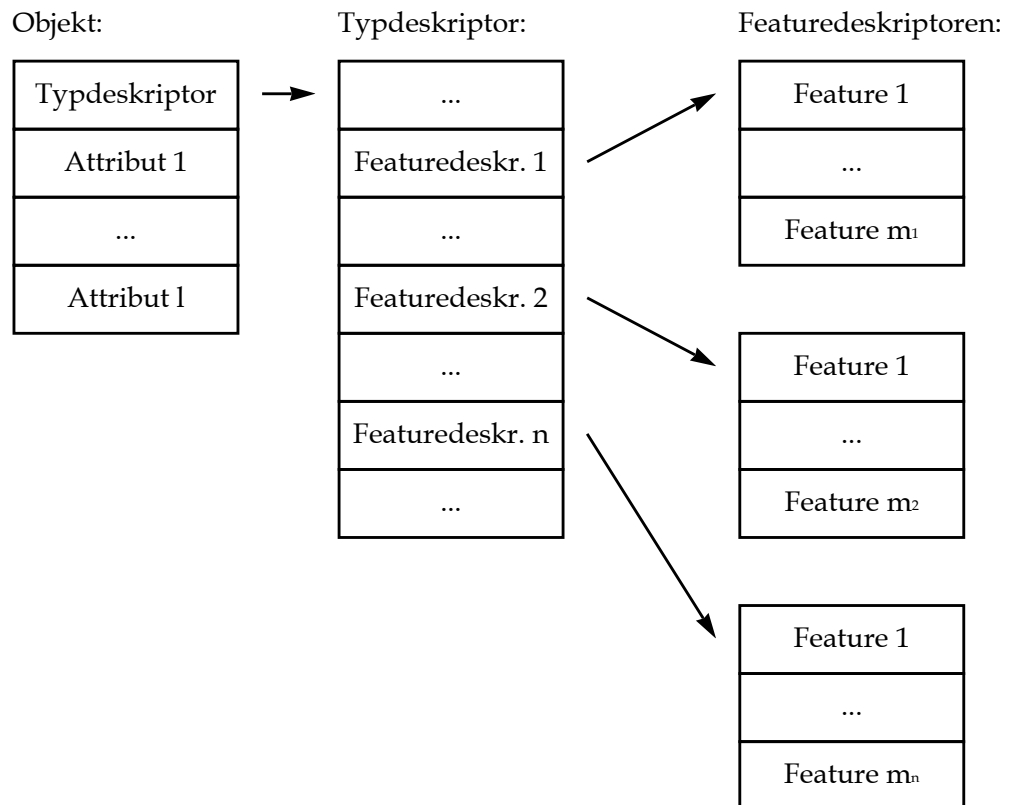 Objekt:
Typdeskriptor
Attribut 1
...
Attribut l
Typdeskriptor:
...
Featuredeskr. 1
...
Featuredeskr. 2
...
Featuredeskr. n
...
Featuredeskriptoren:
Feature 1
...
Feature m₁
Feature 1
...
Feature m₂
Feature 1
...
Feature mₙ